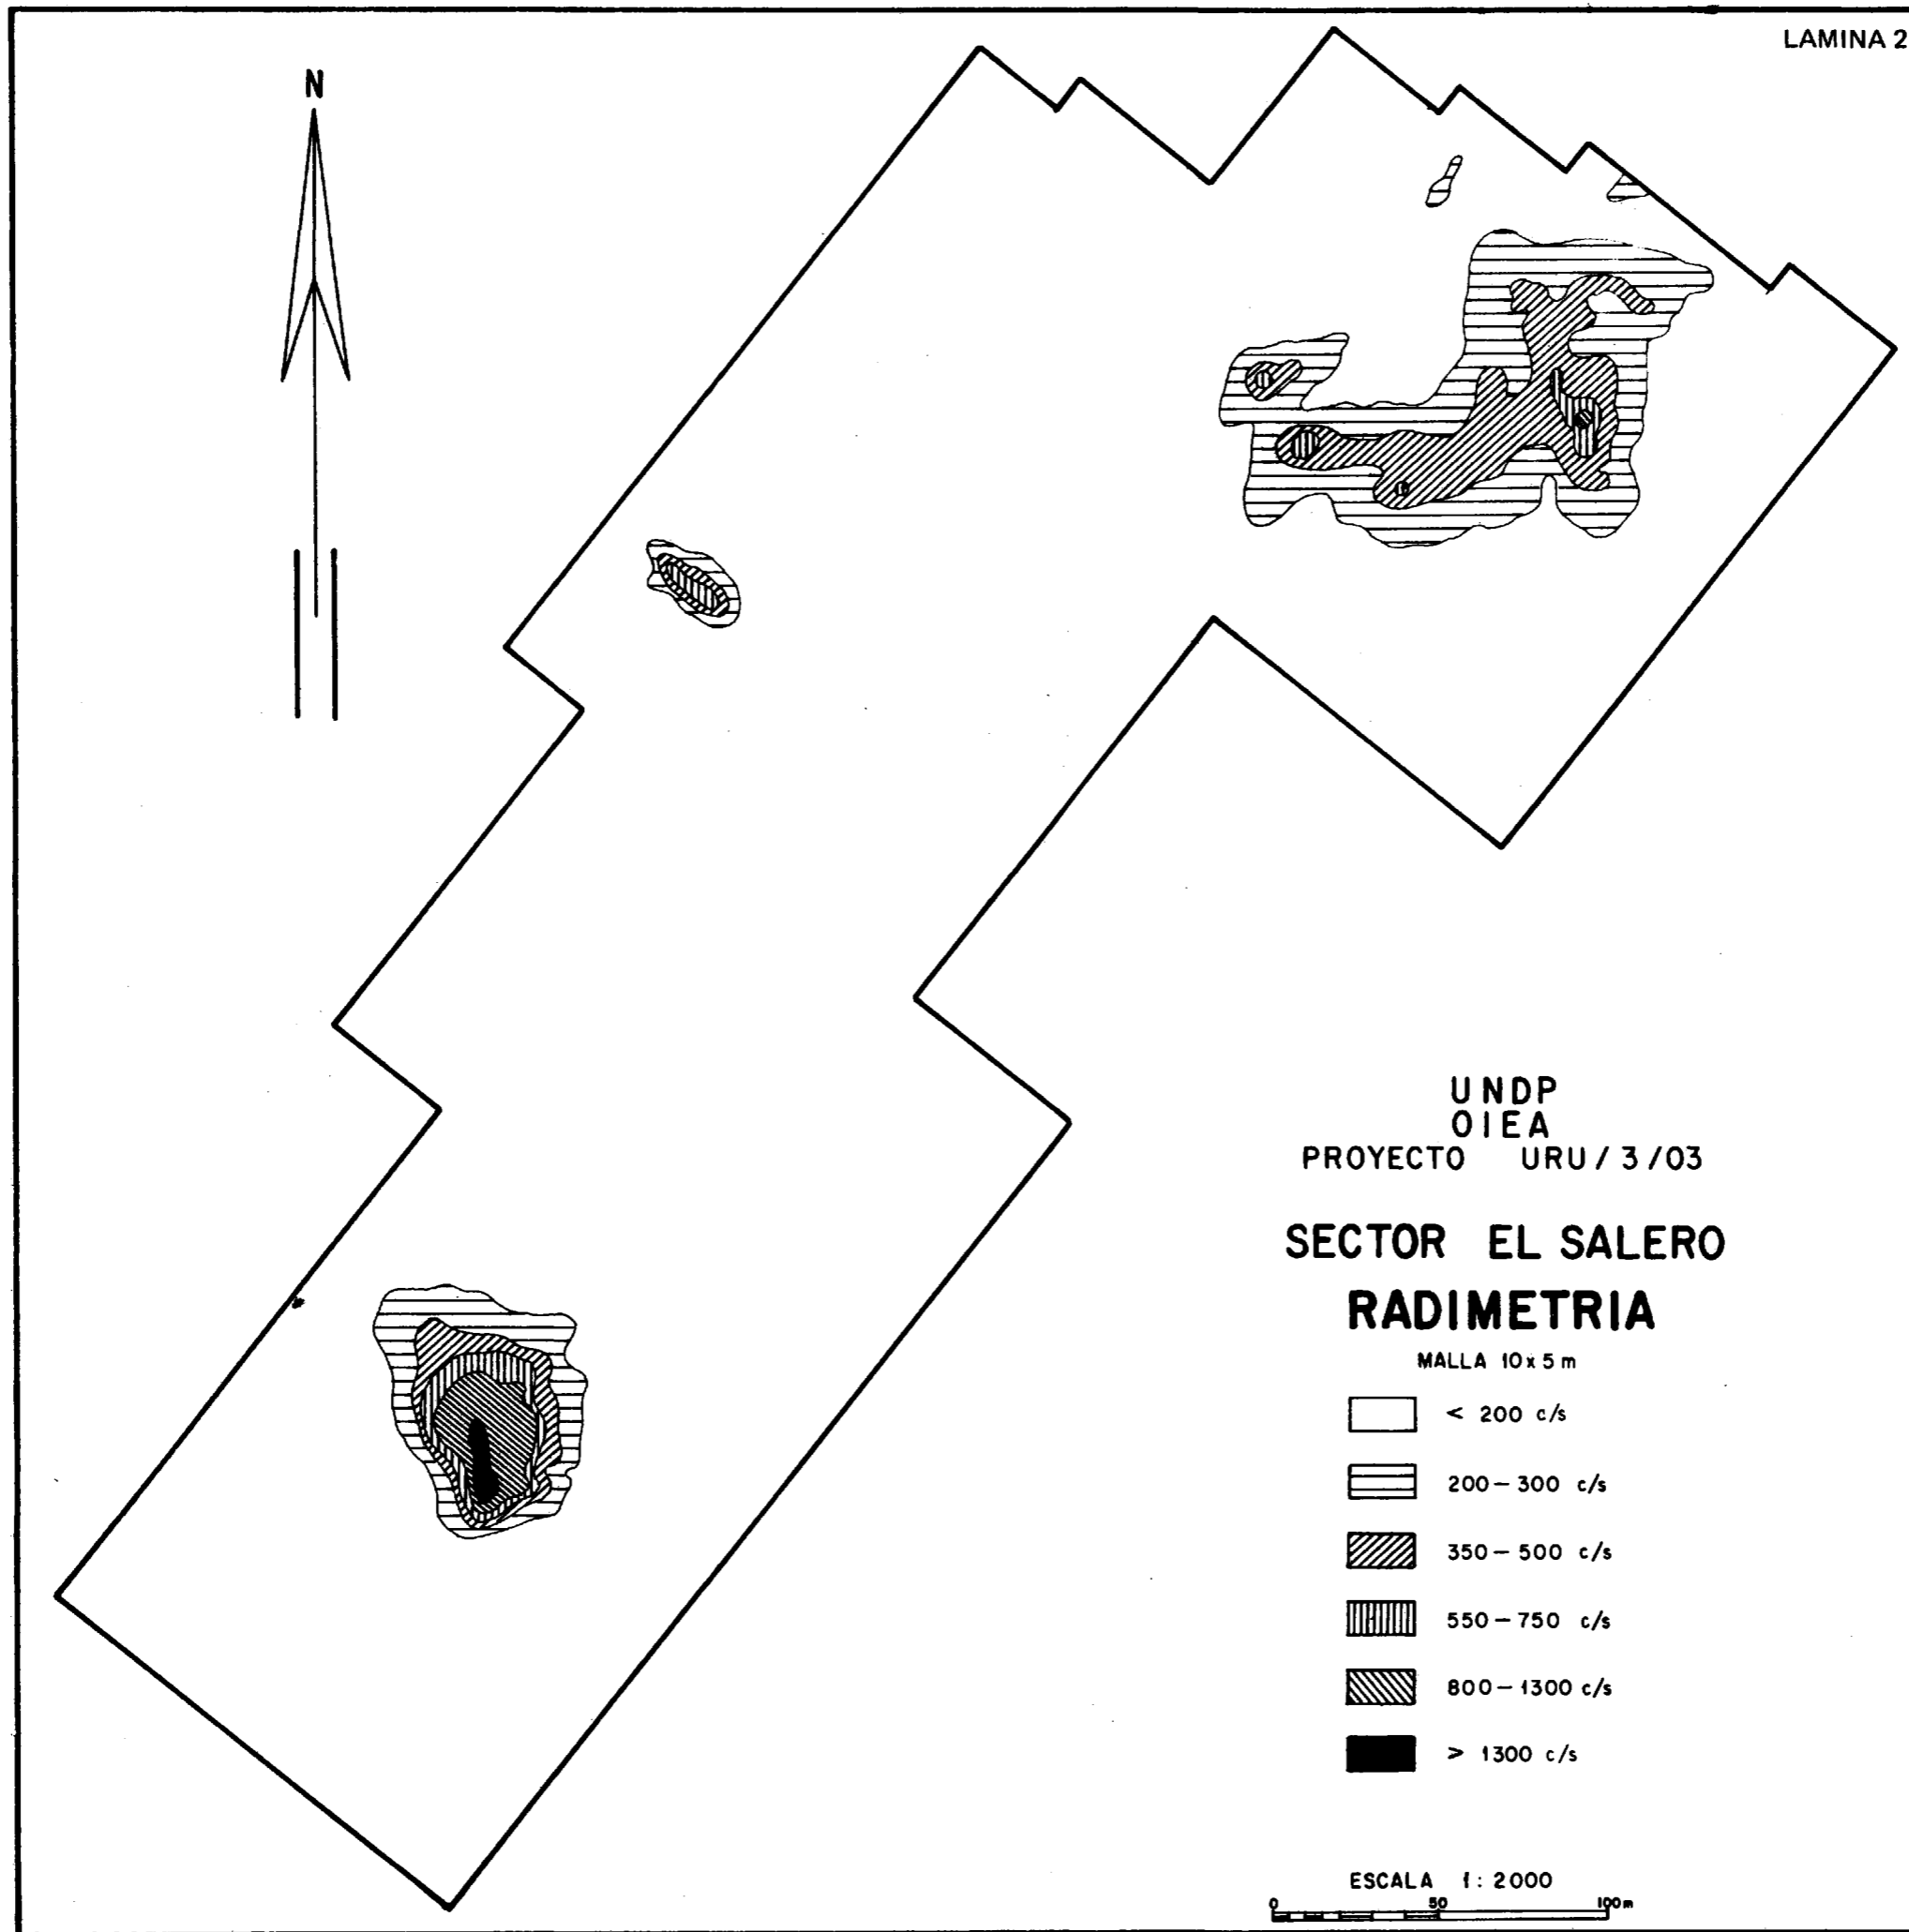 LAMINA 2
N
UNDP
OIEA
PROYECTO URU / 3 / 03
SECTOR EL SALERO
RADIMETRIA
MALLA 10 x 5 m
< 200 c/s
200 – 300 c/s
350 – 500 c/s
550 – 750 c/s
800 – 1300 c/s
> 1300 c/s
ESCALA 1 : 2000
0 50 100 m